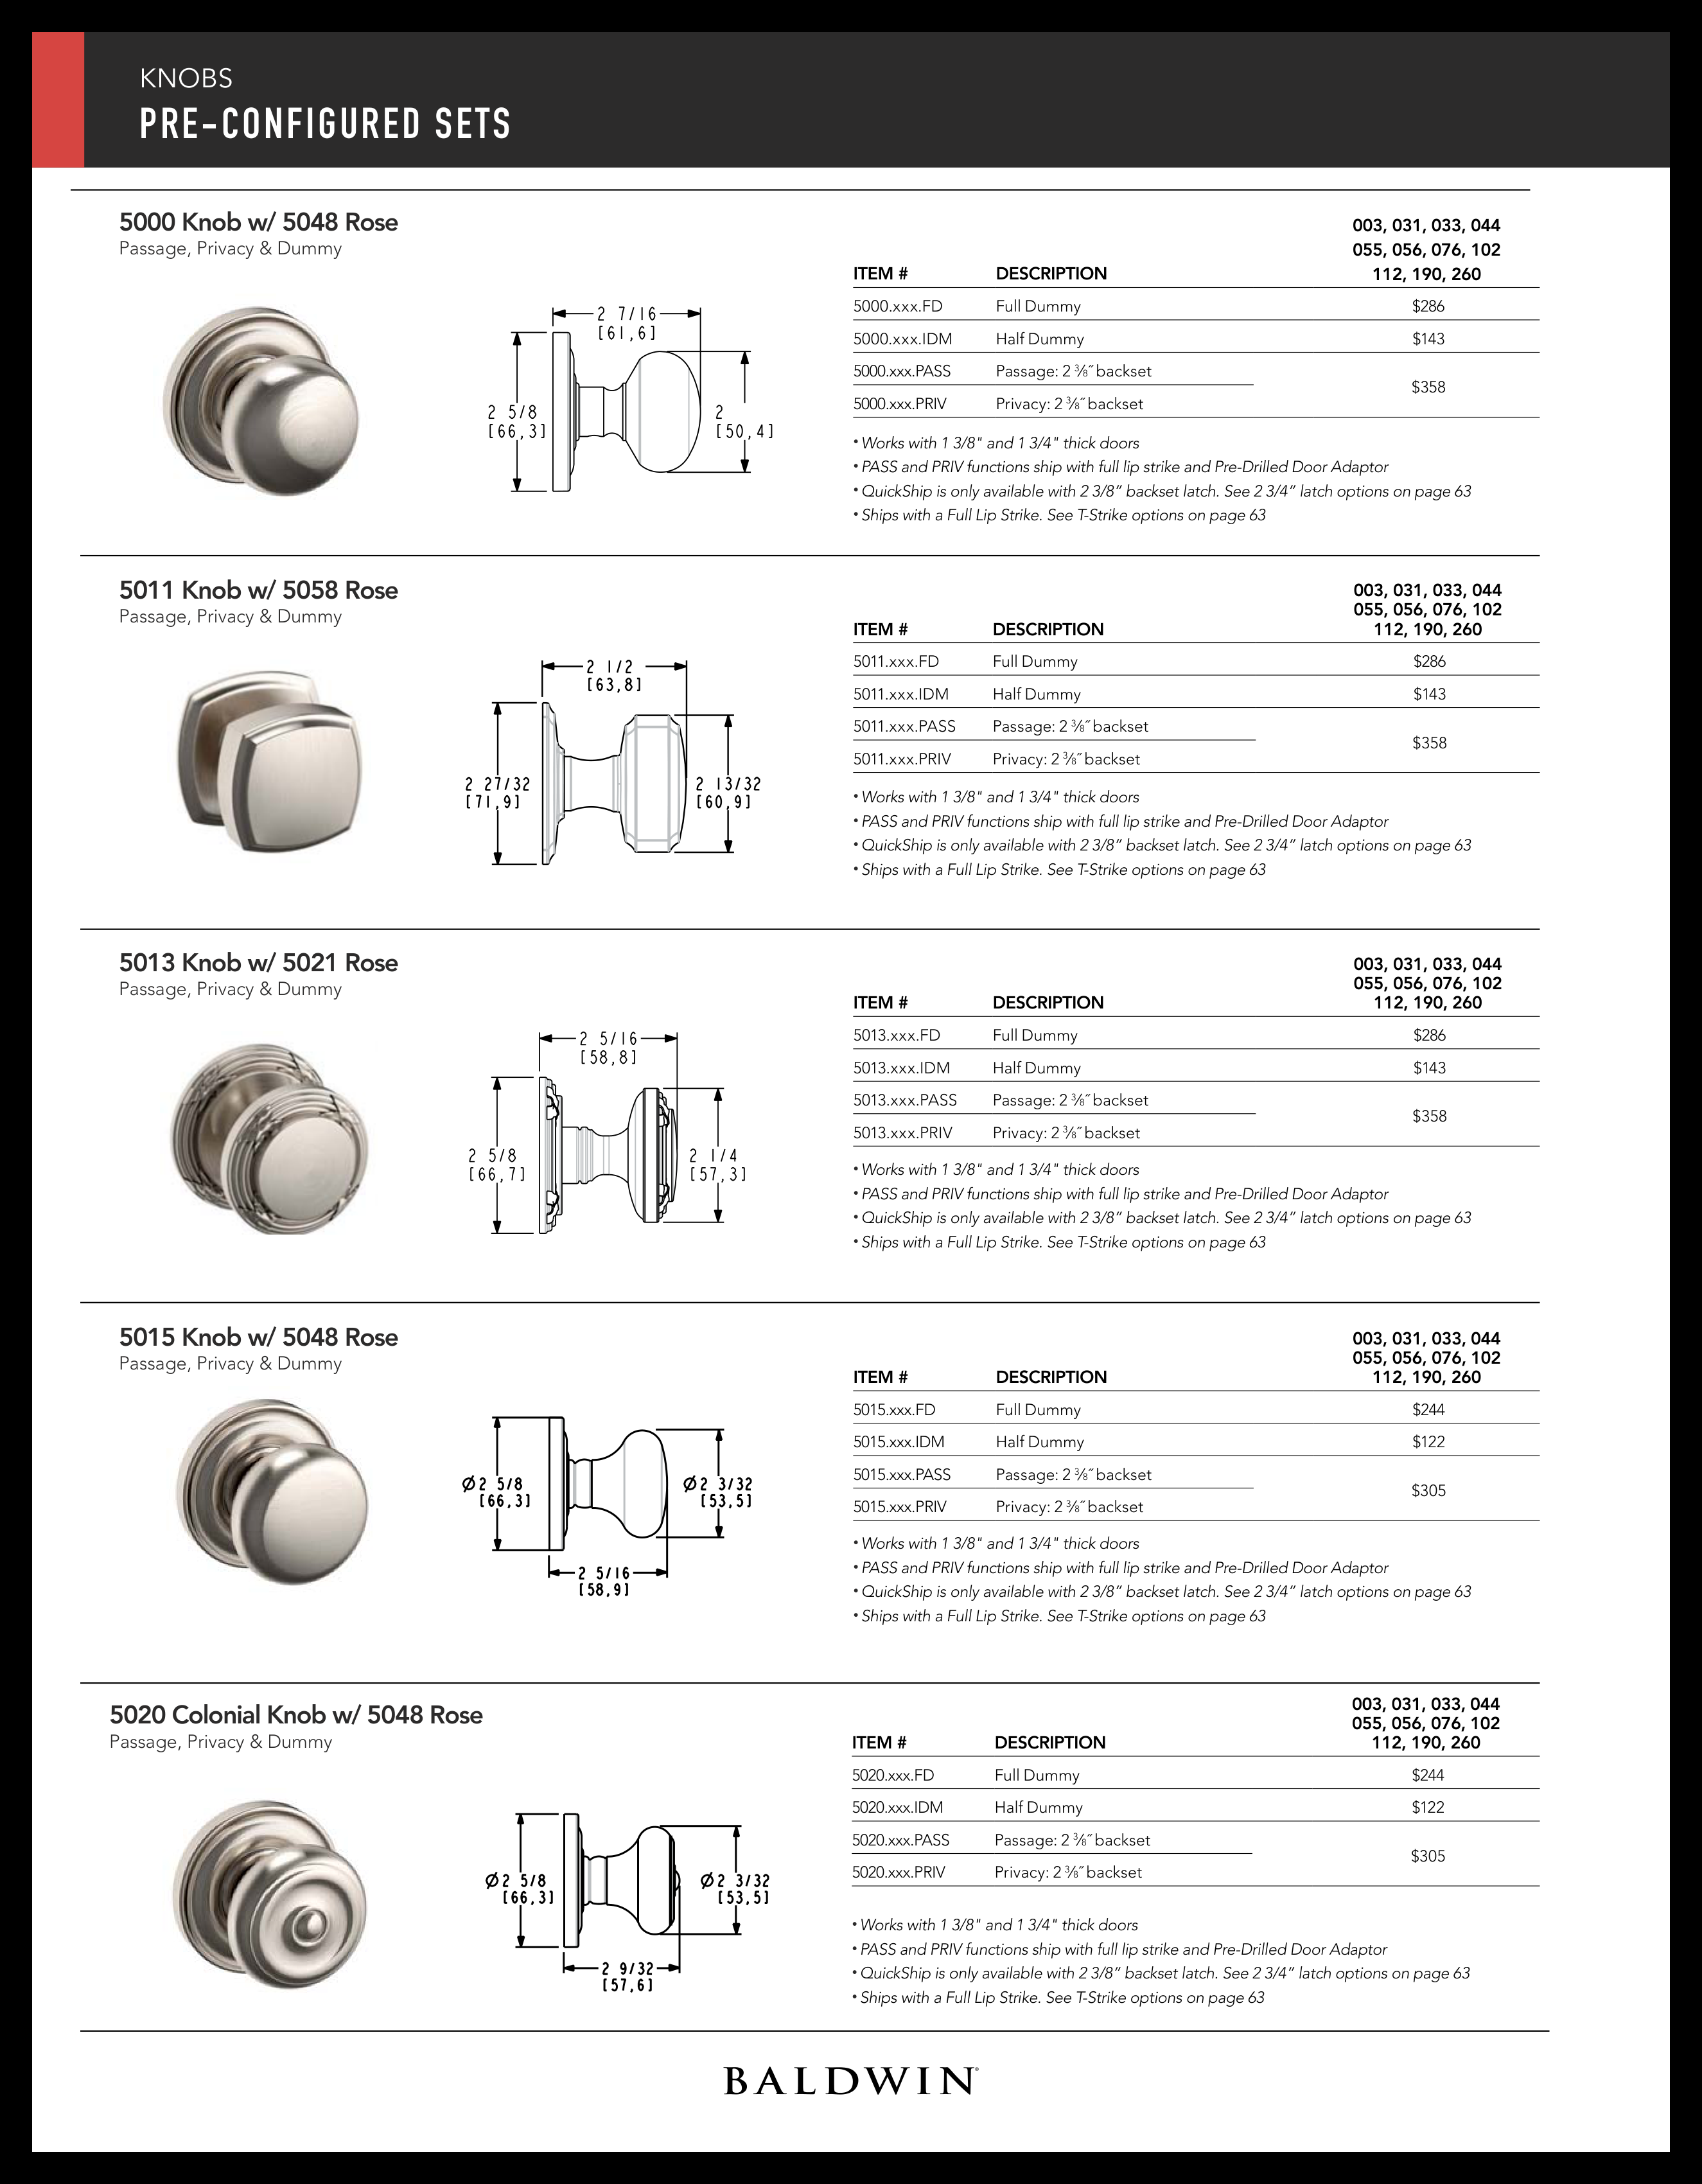 KNOBS
PRE-CONFIGURED SETS
5000 Knob w/ 5048 Rose
Passage, Privacy & Dummy
2 7/16
[61,6]
2 5/8
[66,3]
2
[50,4]
003, 031, 033, 044
055, 056, 076, 102
ITEM # DESCRIPTION 112, 190, 260
5000.xxx.FD Full Dummy $286
5000.xxx.IDM Half Dummy $143
5000.xxx.PASS Passage: 2 ⅜˝ backset
$358
5000.xxx.PRIV Privacy: 2 ⅜˝ backset
• Works with 1 3/8" and 1 3/4" thick doors
• PASS and PRIV functions ship with full lip strike and Pre-Drilled Door Adaptor
• QuickShip is only available with 2 3/8” backset latch. See 2 3/4” latch options on page 63
• Ships with a Full Lip Strike. See T-Strike options on page 63
5011 Knob w/ 5058 Rose
Passage, Privacy & Dummy
2 1/2
[63,8]
2 27/32
[71,9]
2 13/32
[60,9]
003, 031, 033, 044
055, 056, 076, 102
ITEM # DESCRIPTION 112, 190, 260
5011.xxx.FD Full Dummy $286
5011.xxx.IDM Half Dummy $143
5011.xxx.PASS Passage: 2 ⅜˝ backset
$358
5011.xxx.PRIV Privacy: 2 ⅜˝ backset
• Works with 1 3/8" and 1 3/4" thick doors
• PASS and PRIV functions ship with full lip strike and Pre-Drilled Door Adaptor
• QuickShip is only available with 2 3/8” backset latch. See 2 3/4” latch options on page 63
• Ships with a Full Lip Strike. See T-Strike options on page 63
5013 Knob w/ 5021 Rose
Passage, Privacy & Dummy
2 5/16
[58,8]
2 5/8
[66,7]
2 1/4
[57,3]
003, 031, 033, 044
055, 056, 076, 102
ITEM # DESCRIPTION 112, 190, 260
5013.xxx.FD Full Dummy $286
5013.xxx.IDM Half Dummy $143
5013.xxx.PASS Passage: 2 ⅜˝ backset
$358
5013.xxx.PRIV Privacy: 2 ⅜˝ backset
• Works with 1 3/8" and 1 3/4" thick doors
• PASS and PRIV functions ship with full lip strike and Pre-Drilled Door Adaptor
• QuickShip is only available with 2 3/8” backset latch. See 2 3/4” latch options on page 63
• Ships with a Full Lip Strike. See T-Strike options on page 63
5015 Knob w/ 5048 Rose
Passage, Privacy & Dummy
Ø2 5/8
[66,3]
Ø2 3/32
[53,5]
2 5/16
[58,9]
003, 031, 033, 044
055, 056, 076, 102
ITEM # DESCRIPTION 112, 190, 260
5015.xxx.FD Full Dummy $244
5015.xxx.IDM Half Dummy $122
5015.xxx.PASS Passage: 2 ⅜˝ backset
$305
5015.xxx.PRIV Privacy: 2 ⅜˝ backset
• Works with 1 3/8" and 1 3/4" thick doors
• PASS and PRIV functions ship with full lip strike and Pre-Drilled Door Adaptor
• QuickShip is only available with 2 3/8” backset latch. See 2 3/4” latch options on page 63
• Ships with a Full Lip Strike. See T-Strike options on page 63
5020 Colonial Knob w/ 5048 Rose
Passage, Privacy & Dummy
Ø2 5/8
[66,3]
Ø2 3/32
[53,5]
2 9/32
[57,6]
003, 031, 033, 044
055, 056, 076, 102
ITEM # DESCRIPTION 112, 190, 260
5020.xxx.FD Full Dummy $244
5020.xxx.IDM Half Dummy $122
5020.xxx.PASS Passage: 2 ⅜˝ backset
$305
5020.xxx.PRIV Privacy: 2 ⅜˝ backset
• Works with 1 3/8" and 1 3/4" thick doors
• PASS and PRIV functions ship with full lip strike and Pre-Drilled Door Adaptor
• QuickShip is only available with 2 3/8” backset latch. See 2 3/4” latch options on page 63
• Ships with a Full Lip Strike. See T-Strike options on page 63
BALDWIN®